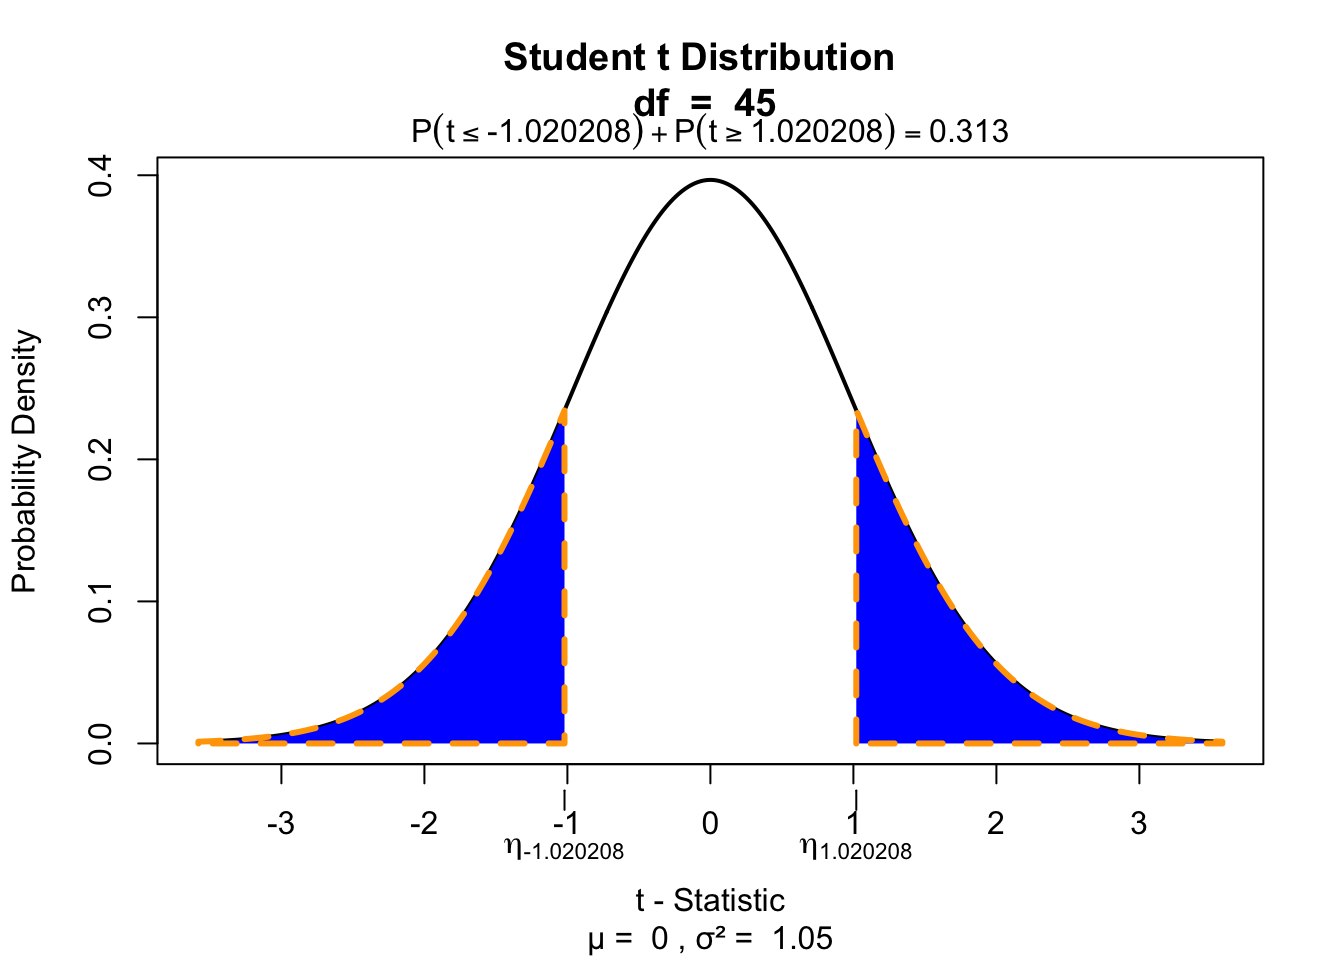 Student t Distribution
df = 45
P(t ≤ -1.020208) + P(t ≥ 1.020208) = 0.313
Probability Density
0.4
0.3
0.2
0.1
0.0
-3 -2 -1 0 1 2 3
η-1.020208 η1.020208
t - Statistic
μ = 0 , σ² = 1.05